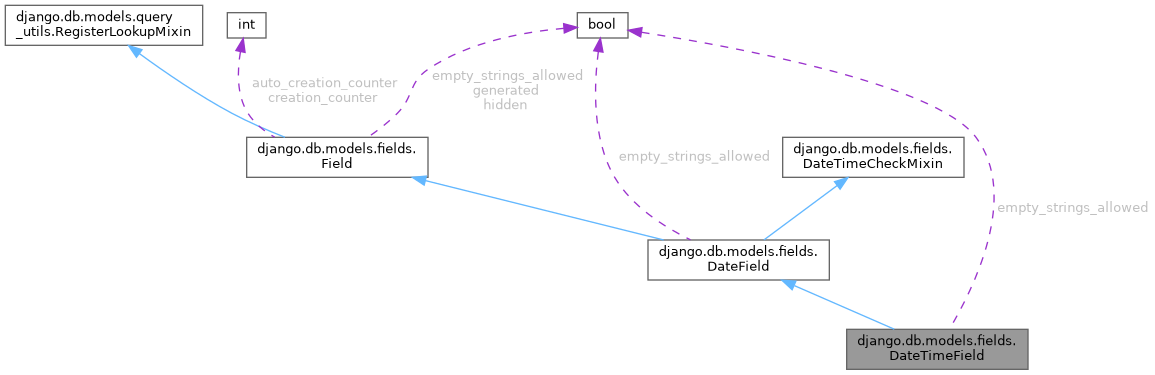 django.db.models.query
_utils.RegisterLookupMixin
int
bool
auto_creation_counter
creation_counter
empty_strings_allowed
generated
hidden
django.db.models.fields.
Field
empty_strings_allowed
django.db.models.fields.
DateTimeCheckMixin
empty_strings_allowed
django.db.models.fields.
DateField
django.db.models.fields.
DateTimeField